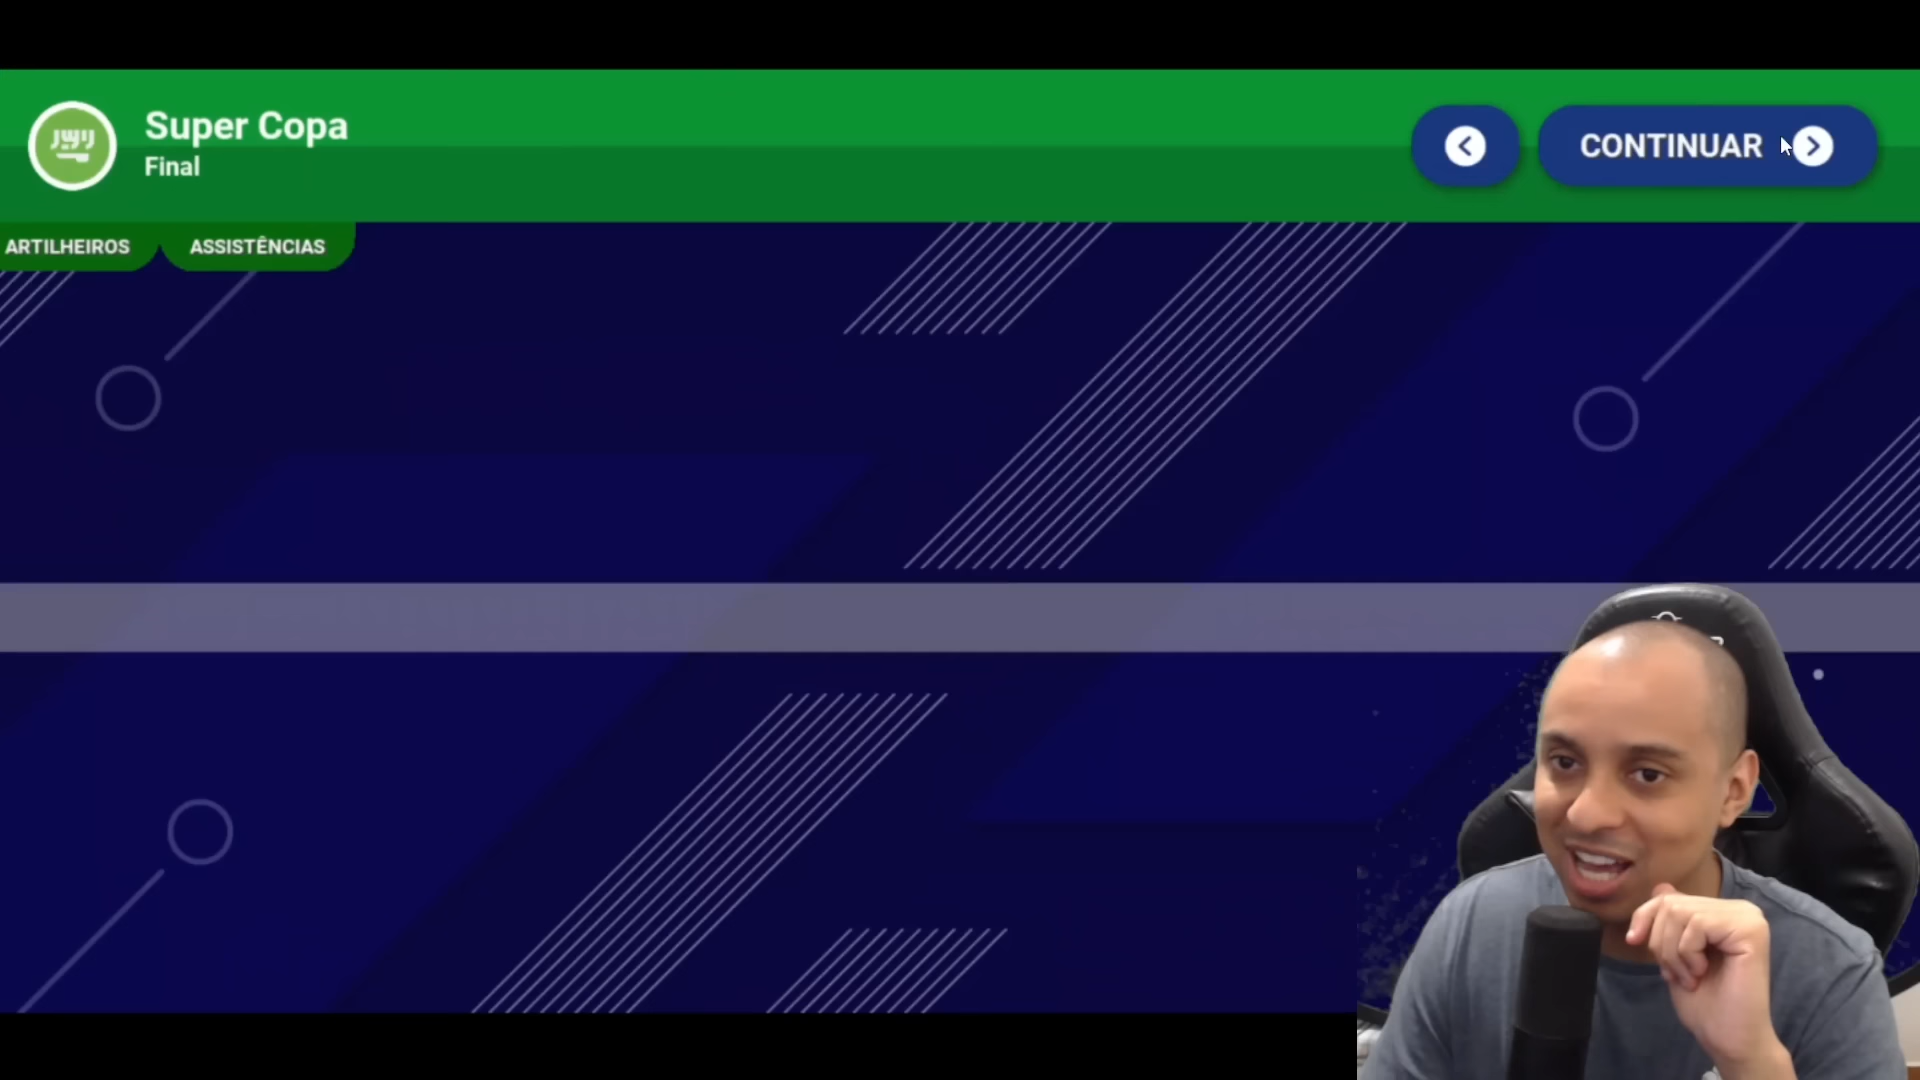 Super Copa
Final
CONTINUAR
ARTILHEIROS
ASSISTÊNCIAS